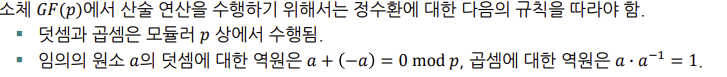 소체 𝐺𝐹(𝑝)에서 산술 연산을 수행하기 위해서는 정수환에 대한 다음의 규칙을 따라야 함.
▪ 덧셈과 곱셈은 모듈러 𝑝 상에서 수행됨.
▪ 임의의 원소 𝑎의 덧셈에 대한 역원은 𝑎 + (−𝑎) = 0 mod 𝑝, 곱셈에 대한 역원은 𝑎 · 𝑎⁻¹ = 1.